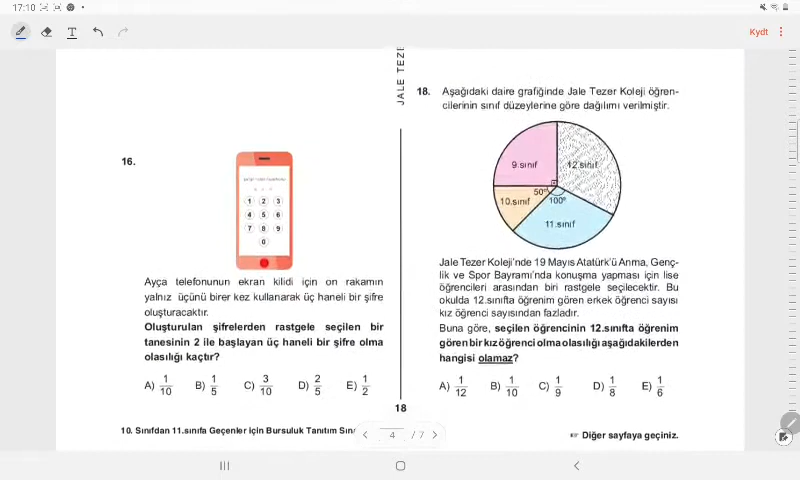 17:10
T
Kydt
JALE TEZE
16.
1 2 3
4 5 6
7 8 9
0
Ayça telefonunun ekran kilidi için on rakamın
yalnız üçünü birer kez kullanarak üç haneli bir şifre
oluşturacaktır.
Oluşturulan şifrelerden rastgele seçilen bir
tanesinin 2 ile başlayan üç haneli bir şifre olma
olasılığı kaçtır?
A) 1/10 B) 1/5 C) 3/10 D) 2/5 E) 1/2
10. Sınıfdan 11.sınıfa Geçenler için Bursuluk Tanıtım Sın
18. Aşağıdaki daire grafiğinde Jale Tezer Koleji öğren-
cilerinin sınıf düzeylerine göre dağılımı verilmiştir.
9.sınıf
12.sınıf
50°
10.sınıf
100°
11.sınıf
Jale Tezer Koleji'nde 19 Mayıs Atatürk'ü Anma, Genç-
lik ve Spor Bayramı'nda konuşma yapması için lise
öğrencileri arasından biri rastgele seçilecektir. Bu
okulda 12.sınıfta öğrenim gören erkek öğrenci sayısı
kız öğrenci sayısından fazladır.
Buna göre, seçilen öğrencinin 12.sınıfta öğrenim
gören bir kız öğrenci olma olasılığı aşağıdakilerden
hangisi olamaz?
A) 1/12 B) 1/10 C) 1/9 D) 1/8 E) 1/6
18
< 4 / 7 >
Diğer sayfaya geçiniz.